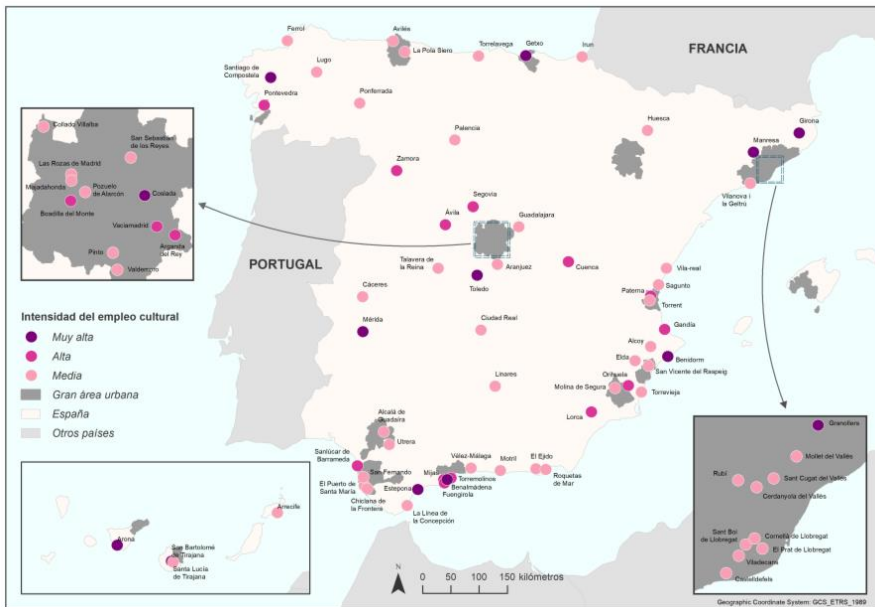 Ferrol
Avilés
La Pola Siero
Torrelavega
Getxo
Irun
FRANCIA
Santiago de
Compostela
Lugo
Pontevedra
Ponferrada
Palencia
Huesca
Girona
Manresa
Vilanova i
la Geltrú
Zamora
Segovia
Ávila
Guadalajara
Collado Villalba
San Sebastián
de los Reyes
Las Rozas de Madrid
Majadahonda
Pozuelo
de Alarcón
Coslada
Boadilla del Monte
Vaciamadrid
Arganda
del Rey
Pinto
Valdemoro
PORTUGAL
Talavera de
la Reina
Aranjuez
Toledo
Cuenca
Cáceres
Mérida
Ciudad Real
Vila-real
Sagunto
Paterna
Torrent
Gandía
Alcoy
Elda
Benidorm
San Vicente del Raspeig
Orihuela
Molina de Segura
Torrevieja
Linares
Lorca
Intensidad del empleo cultural
Muy alta
Alta
Media
Gran área urbana
España
Otros países
Alcalá de
Guadaira
Utrera
Sanlúcar de
Barrameda
San Fernando
El Puerto de
Santa María
Chiclana de
la Frontera
Estepona
Mijas
Vélez-Málaga
Torremolinos
Benalmádena
Fuengirola
La Línea de
la Concepción
Motril
El Ejido
Roquetas
de Mar
Arrecife
Arona
San Bartolomé
de Tirajana
Santa Lucía
de Tirajana
N
0 50 100 150
kilómetros
Granollers
Mollet del Vallès
Rubí
Sant Cugat del Vallès
Cerdanyola del Vallès
Sant Boi
de Llobregat
Cornellà de Llobregat
El Prat de Llobregat
Viladecans
Castelldefels
Geographic Coordinate System: GCS_ETRS_1989